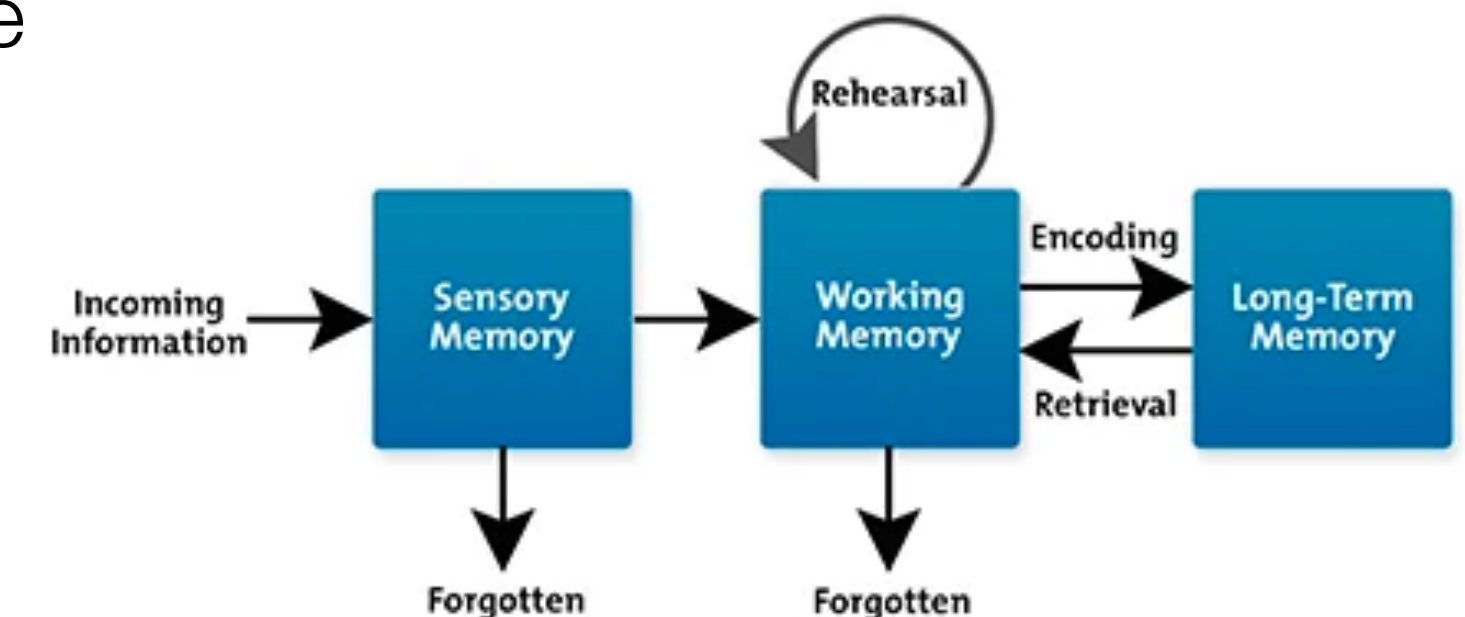 e
Rehearsal
Encoding
Incoming
Information
Sensory
Memory
Working
Memory
Long-Term
Memory
Retrieval
Forgotten
Forgotten